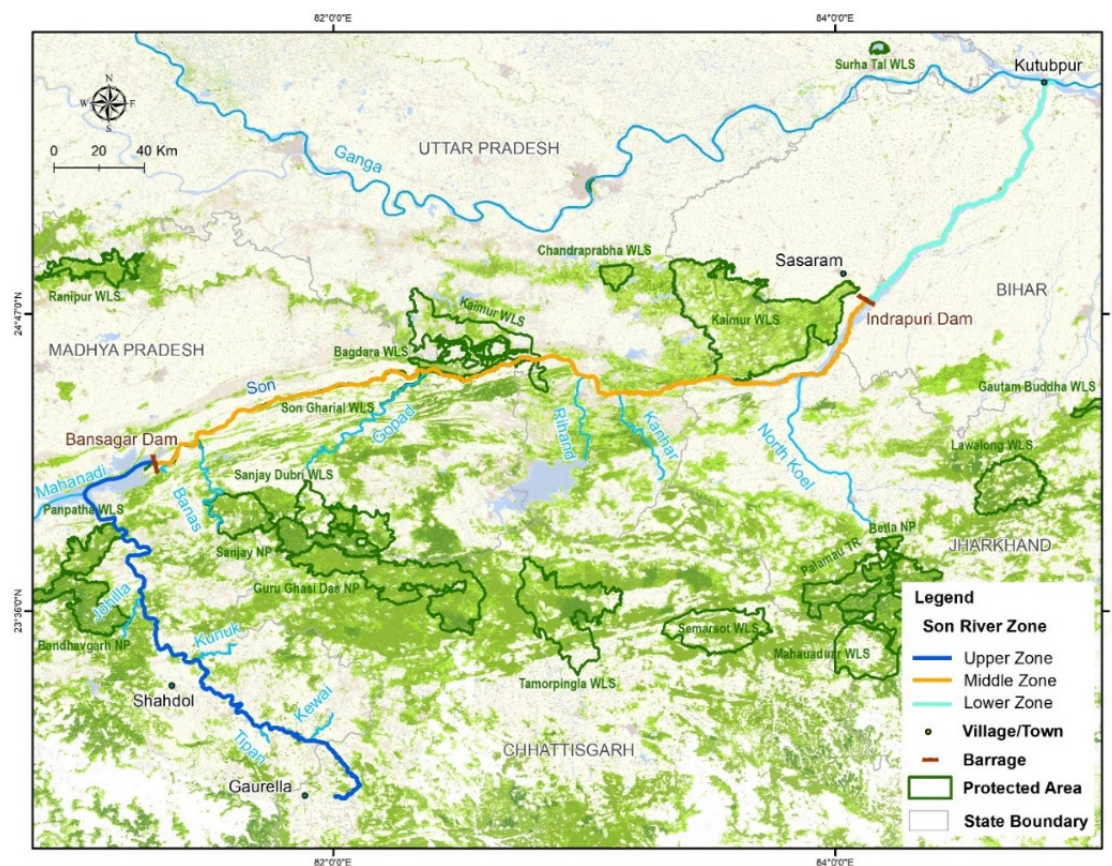 82°0'0"E
84°0'0"E
Surha Tal WLS
Kutubpur
N
W
E
S
0 20 40 Km
UTTAR PRADESH
Ganga
Chandraprabha WLS
Sasaram
Ranipur WLS
BIHAR
24°47'0"N
Kaimur WLS
Kaimur WLS
Indrapuri Dam
MADHYA PRADESH
Bagdara WLS
Son
Gautam Buddha WLS
Son Gharial WLS
Gopad
Rihand
Kanhar
North Koel
Bansagar Dam
Lawalong WLS
Mahanadi
Sanjay Dubri WLS
Panpatha WLS
Banas
Betla NP
Sanjay NP
Palamau TR
JHARKHAND
Guru Ghasi Das NP
23°36'0"N
Johilla
Bandhavgarh NP
Kunuk
Semarsot WLS
Mahauaduar WLS
Tamorpingla WLS
Shahdol
Kewai
Tipan
CHHATTISGARH
Gaurella
Legend
Son River Zone
Upper Zone
Middle Zone
Lower Zone
Village/Town
Barrage
Protected Area
State Boundary
82°0'0"E
84°0'0"E